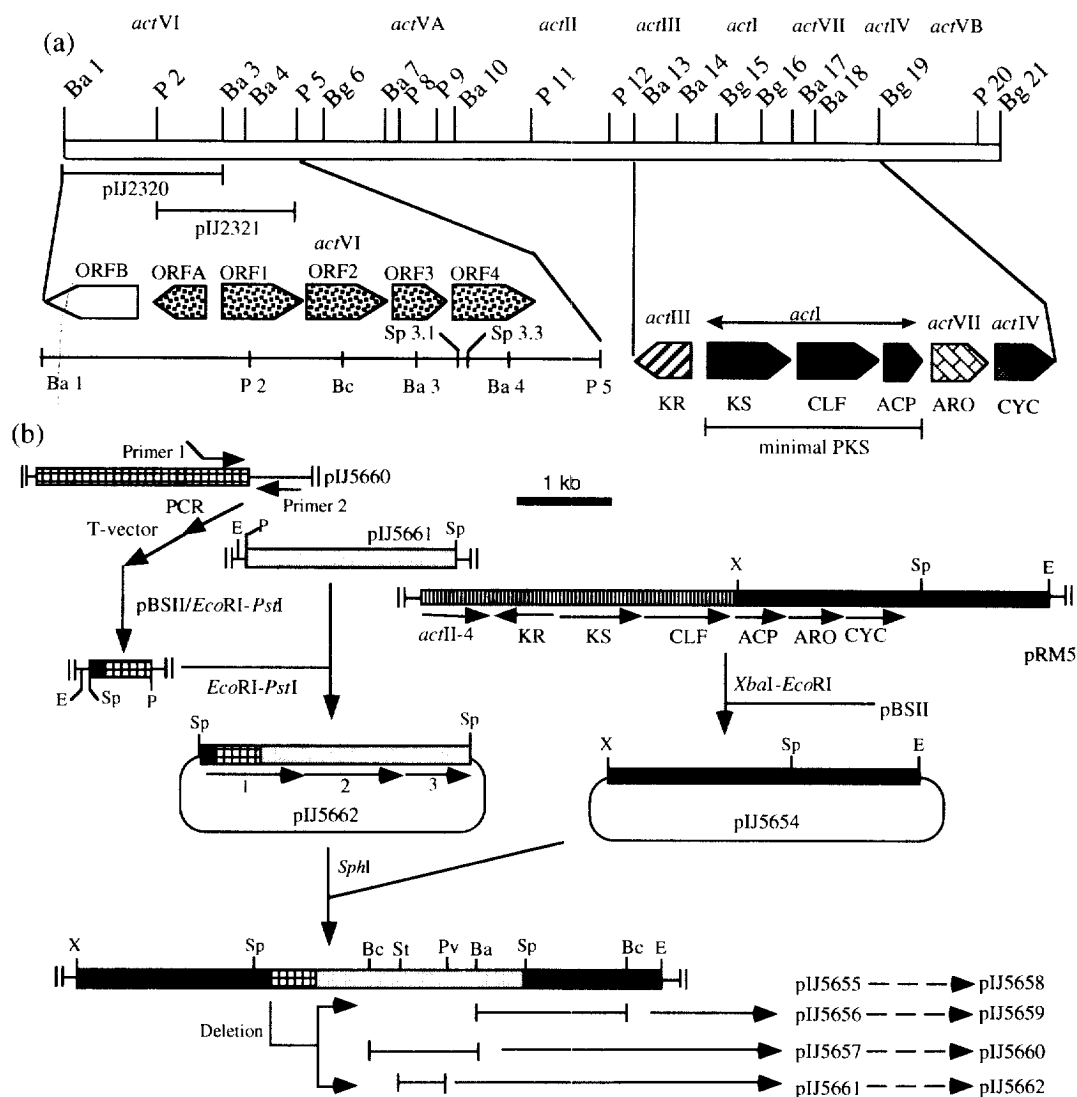 (a)
actVI actVA actII actIII actI actVII actIV actVB
Ba 1 P 2 Ba 3 Ba 4 P 5 Bg 6 Ba 7 P 8 P 9 Ba 10 P 11 P 12 Ba 13 Ba 14 Bg 15 Bg 16 Ba 17 Ba 18 Bg 19 P 20 Bg 21
pIJ2320
pIJ2321
actVI
ORFB ORFA ORF1 ORF2 ORF3 ORF4
Sp 3.1 Sp 3.3
Ba 1 P 2 Bc Ba 3 Ba 4 P 5
actIII actI actVII actIV
KR KS CLF ACP ARO CYC
minimal PKS
(b)
Primer 1
pIJ5660
Primer 2
PCR
T-vector
1 kb
E P pIJ5661 Sp
pBSII/EcoRI-PstI
X Sp E
actII-4 KR KS CLF ACP ARO CYC
pRM5
E Sp P
EcoRI-PstI
XbaI-EcoRI
pBSII
Sp Sp
1 2 3
pIJ5662
X Sp E
pIJ5654
SphI
X Sp Bc St Pv Ba Sp Bc E
Deletion
pIJ5655 pIJ5658
pIJ5656 pIJ5659
pIJ5657 pIJ5660
pIJ5661 pIJ5662